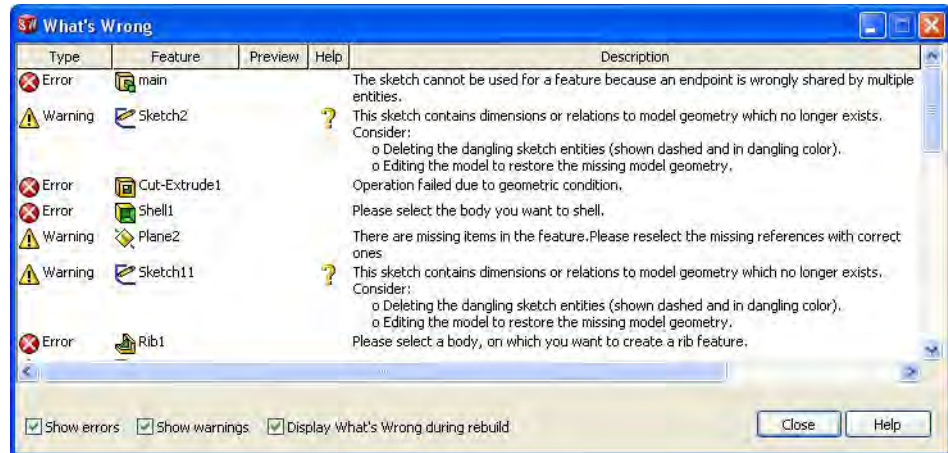 What's Wrong
Type Feature Preview Help Description
Error main The sketch cannot be used for a feature because an endpoint is wrongly shared by multiple
entities.
Warning Sketch2 ? This sketch contains dimensions or relations to model geometry which no longer exists.
Consider:
o Deleting the dangling sketch entities (shown dashed and in dangling color).
o Editing the model to restore the missing model geometry.
Error Cut-Extrude1 Operation failed due to geometric condition.
Error Shell1 Please select the body you want to shell.
Warning Plane2 There are missing items in the feature.Please reselect the missing references with correct
ones
Warning Sketch11 ? This sketch contains dimensions or relations to model geometry which no longer exists.
Consider:
o Deleting the dangling sketch entities (shown dashed and in dangling color).
o Editing the model to restore the missing model geometry.
Error Rib1 Please select a body, on which you want to create a rib feature.
Show errors Show warnings Display What's Wrong during rebuild Close Help